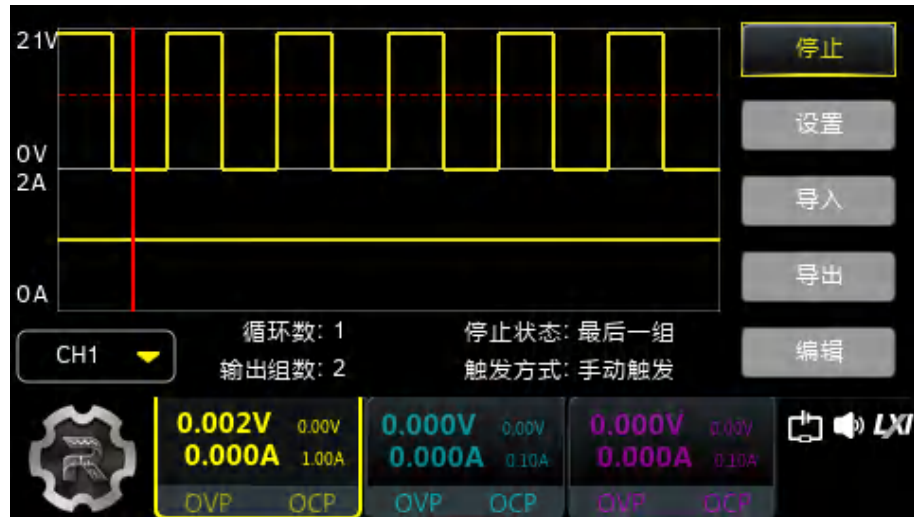 21V
停止
设置
0V
2A
导入
导出
0A
循环数: 1
停止状态: 最后一组
CH1
输出组数: 2
触发方式: 手动触发
编辑
0.002V 0.00V
0.000A 1.00A
OVP OCP
0.000V 0.00V
0.000A 0.10A
OVP OCP
0.000V 0.00V
0.000A 0.10A
OVP OCP
R
LXI